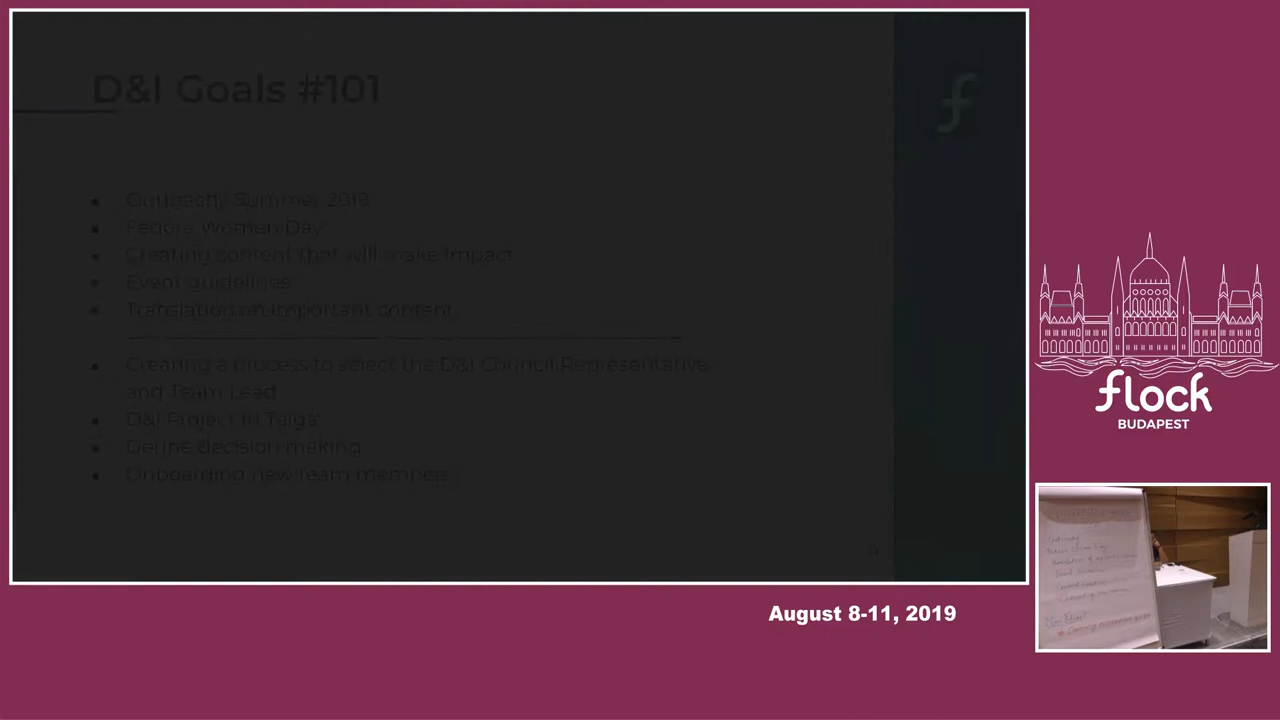 D&I Goals #101
• Outreachy Summer 2019
• Fedora Women Day
• Creating content that will make Impact
• Event guidelines
• Translation on important content
• Creating a process to select the D&I Council Representative
and Team Lead
• D&I Project in Taiga
• Define decision making
• Onboarding new team members
flock
BUDAPEST
August 8-11, 2019